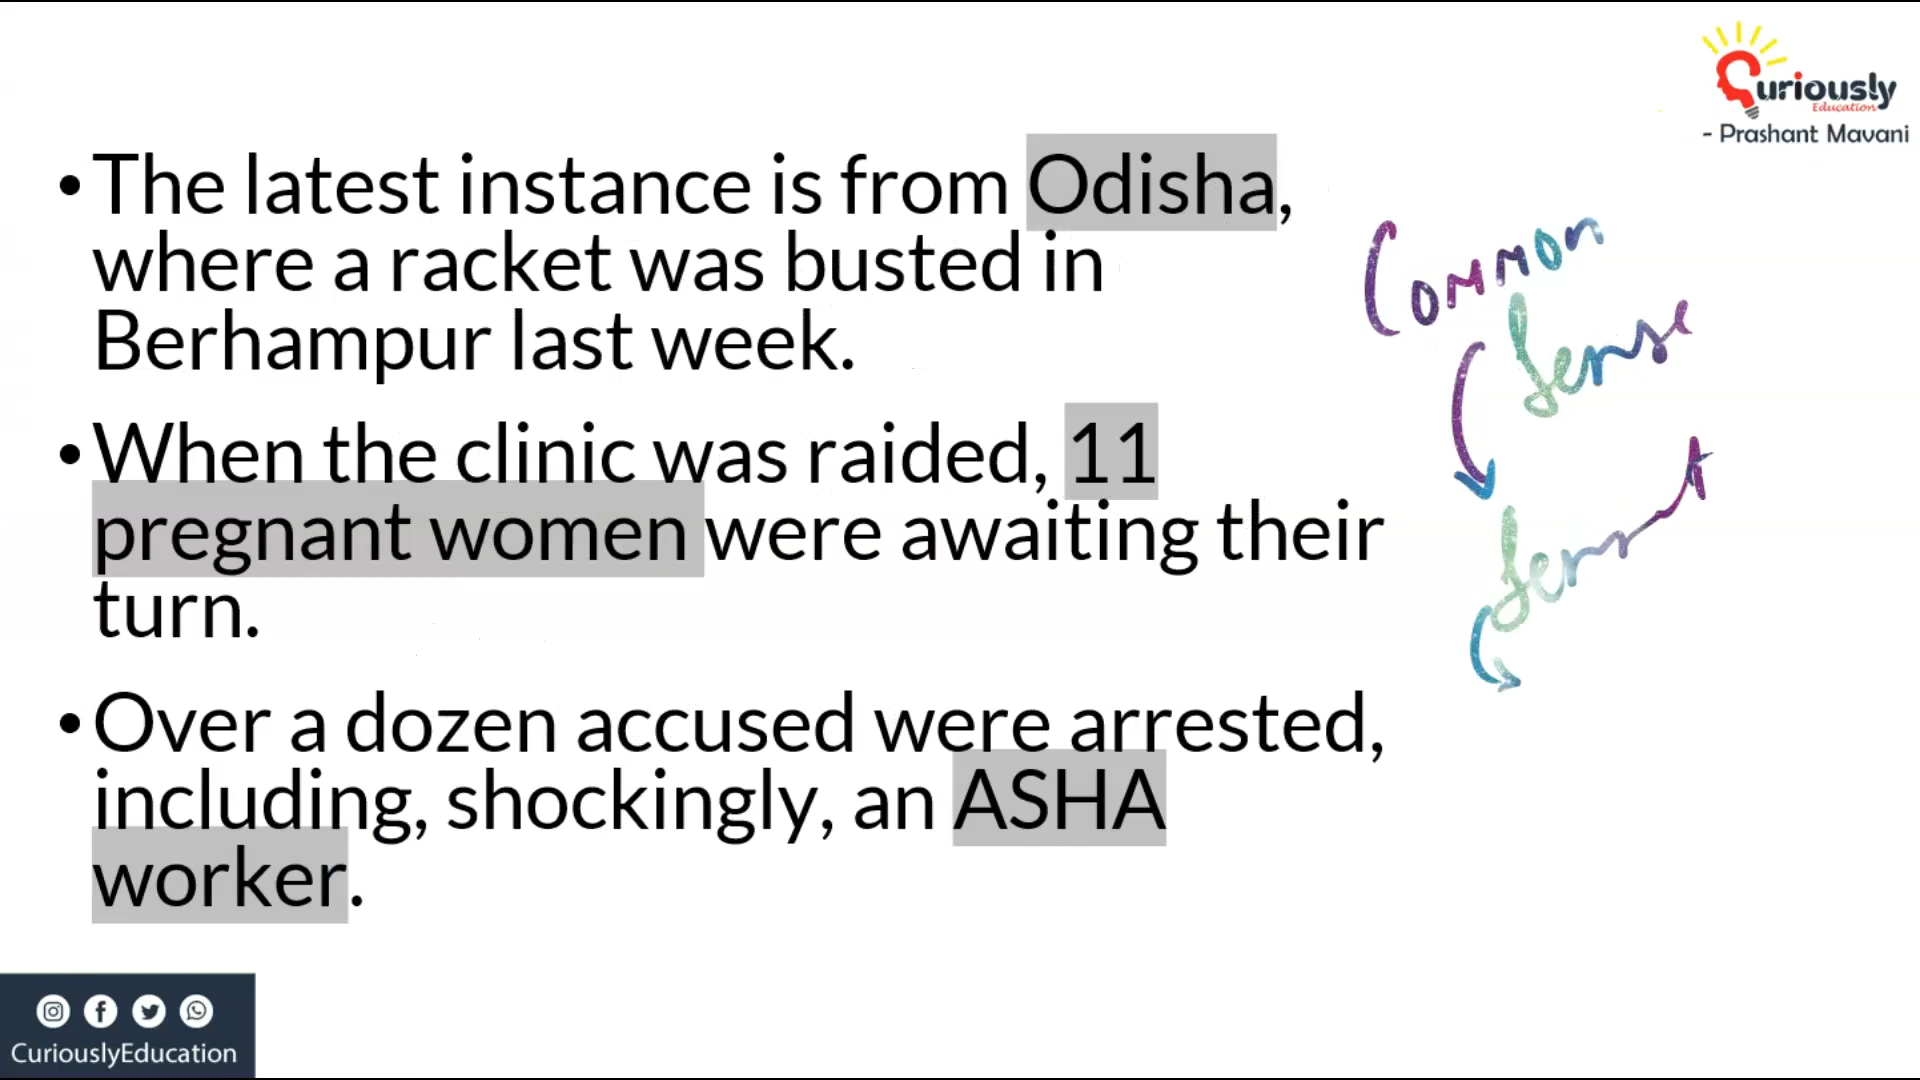 Curiously
Education
- Prashant Mavani
• The latest instance is from Odisha,
where a racket was busted in
Berhampur last week.
• When the clinic was raided, 11
pregnant women were awaiting their
turn.
• Over a dozen accused were arrested,
including, shockingly, an ASHA
worker.
Common
Sense
CuriouslyEducation